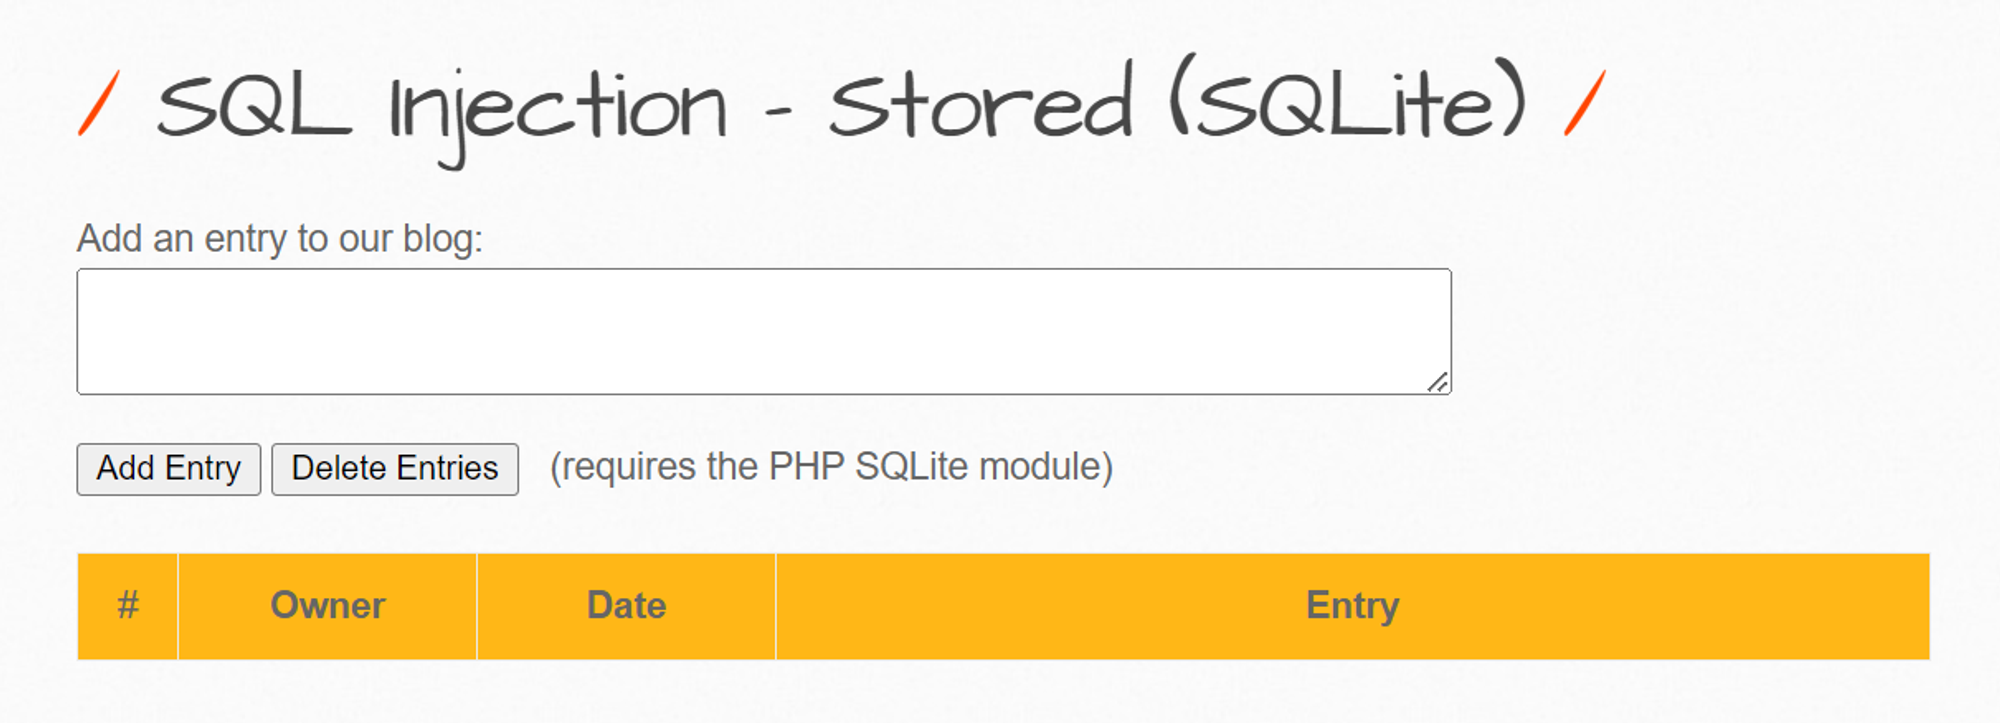 / SQL Injection - Stored (SQLite) /
Add an entry to our blog:
Add Entry Delete Entries (requires the PHP SQLite module)
# Owner Date Entry